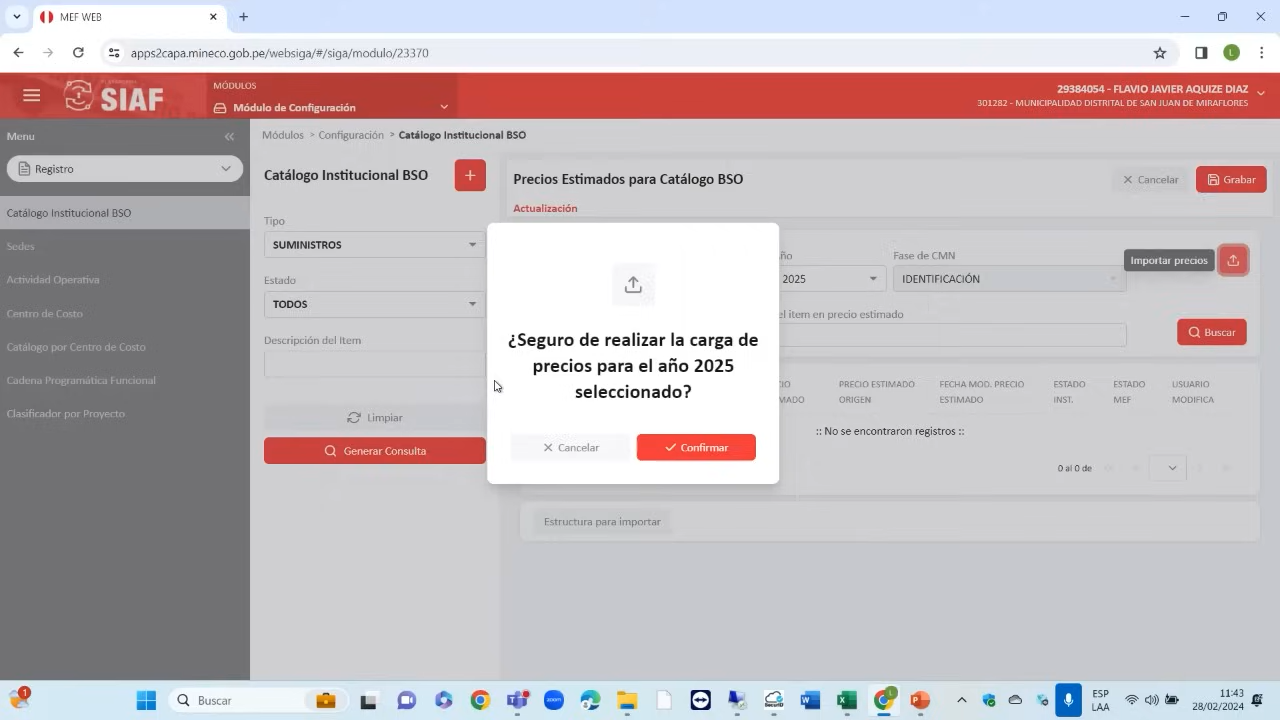 MEF WEB
apps2capa.mineco.gob.pe/websiga/#/siga/modulo/23370
L
SIAF
MÓDULOS
Módulo de Configuración
29384054 - FLAVIO JAVIER AQUIZE DIAZ
301282 - MUNICIPALIDAD DISTRITAL DE SAN JUAN DE MIRAFLORES
Menu
Registro
Catálogo Institucional BSO
Sedes
Actividad Operativa
Centro de Costo
Catálogo por Centro de Costo
Cadena Programática Funcional
Clasificador por Proyecto
Módulos > Configuración > Catálogo Institucional BSO
Catálogo Institucional BSO
Tipo
SUMINISTROS
Estado
TODOS
Descripción del Item
Limpiar
Generar Consulta
Precios Estimados para Catálogo BSO
Cancelar
Grabar
Actualización
Fase de CMN
2025
IDENTIFICACIÓN
Importar precios
item en precio estimado
Buscar
PRECIO ESTIMADO
ORIGEN
FECHA MOD. PRECIO
ESTIMADO
ESTADO
INST.
ESTADO
MEF
USUARIO
MODIFICA
:: No se encontraron registros ::
0 al 0 de
Estructura para importar
¿Seguro de realizar la carga de
precios para el año 2025
seleccionado?
Cancelar
Confirmar
1
Buscar
zoom
ESP
LAA
11:43
28/02/2024